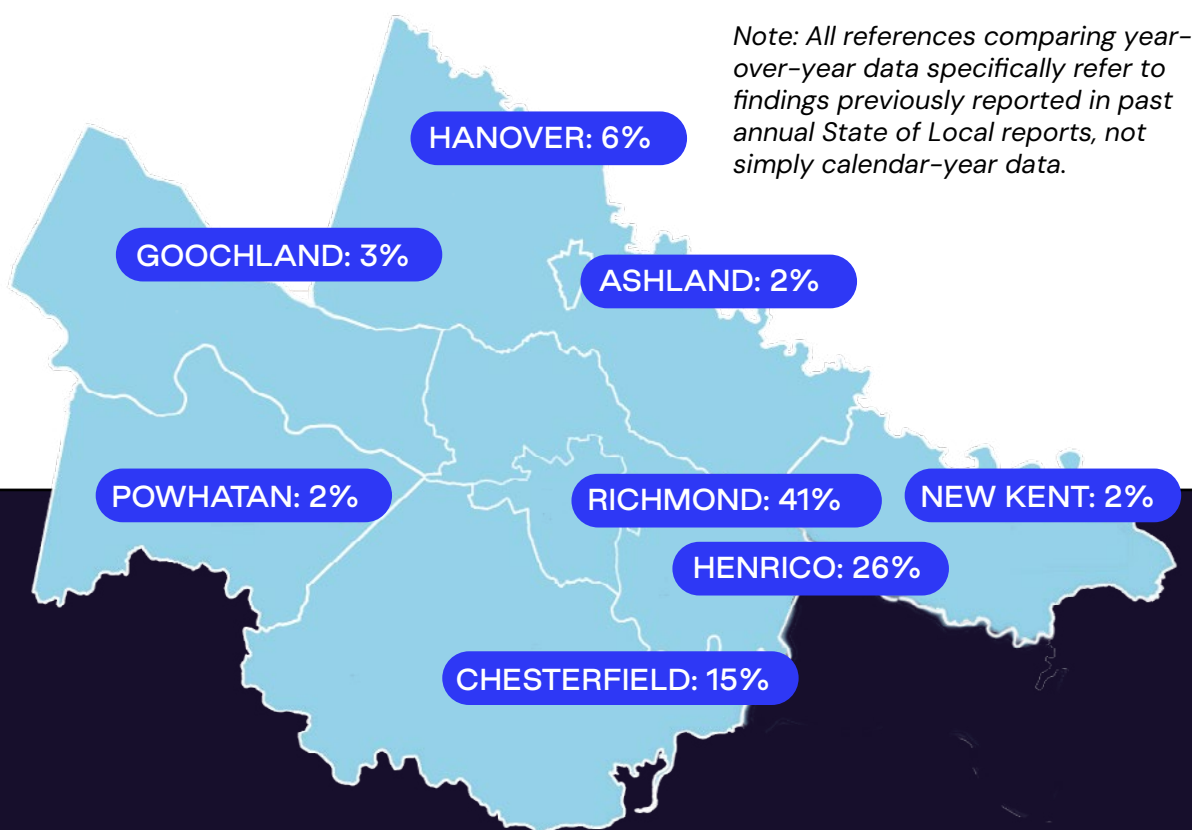 Note: All references comparing year-
over-year data specifically refer to
findings previously reported in past
annual State of Local reports, not
simply calendar-year data.
HANOVER: 6%
GOOCHLAND: 3%
ASHLAND: 2%
POWHATAN: 2%
RICHMOND: 41%
NEW KENT: 2%
HENRICO: 26%
CHESTERFIELD: 15%